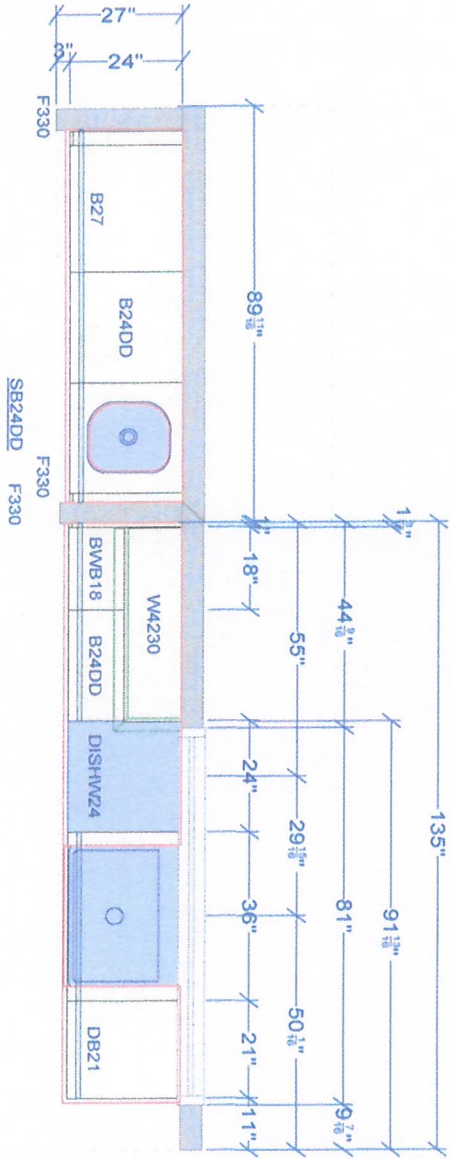 135"
91 13/16"
44 9/16"
81"
9 7/16"
1 3/8"
55"
29 15/16"
50 1/16"
89 11/16"
1"
18"
24"
36"
21"
11"
27"
24"
3"
B27
B24DD
W4230
BWB18
B24DD
DISHW24
DB21
F330
F330
SB24DD
F330